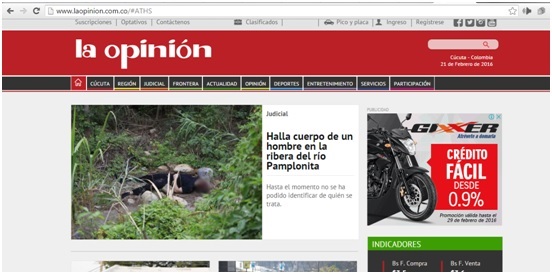 www.laopinion.com.co/#ATHS
Suscripciones | Optativos | Contáctenos Clasificados | Pico y placa Ingreso | Regístrese
la opinión
Cúcuta - Colombia
21 de Febrero de 2016
CÚCUTA REGIÓN JUDICIAL FRONTERA ACTUALIDAD OPINIÓN DEPORTES ENTRETENIMIENTO SERVICIOS PARTICIPACIÓN
Judicial
Halla cuerpo de un
hombre en la
ribera del río
Pamplonita
Hasta el momento no se ha
podido identificar de quién se
trata.
PUBLICIDAD
GIXXER
Atrévete a domarla
CRÉDITO
FÁCIL
DESDE
0.9%
Promoción válida hasta el
29 de febrero de 2016
INDICADORES
Bs F. Compra Bs F. Venta